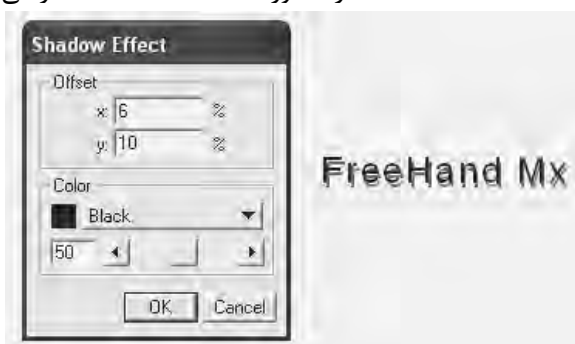 Shadow Effect
Offset
x: 6 %
y: 10 %
Color
Black
50
OK Cancel
FreeHand Mx